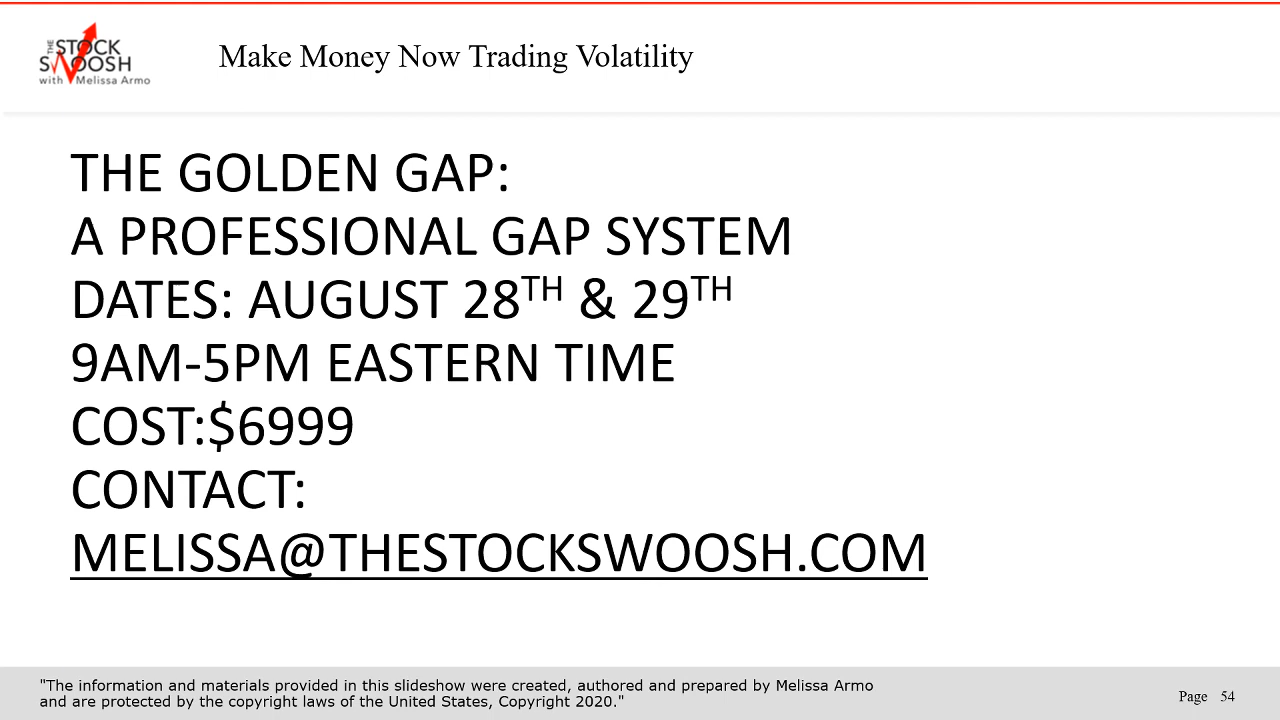 THE
STOCK
SWOOSH
with Melissa Armo
Make Money Now Trading Volatility
THE GOLDEN GAP:
A PROFESSIONAL GAP SYSTEM
DATES: AUGUST 28TH & 29TH
9AM-5PM EASTERN TIME
COST:$6999
CONTACT:
MELISSA@THESTOCKSWOOSH.COM
"The information and materials provided in this slideshow were created, authored and prepared by Melissa Armo
and are protected by the copyright laws of the United States, Copyright 2020."
Page 54